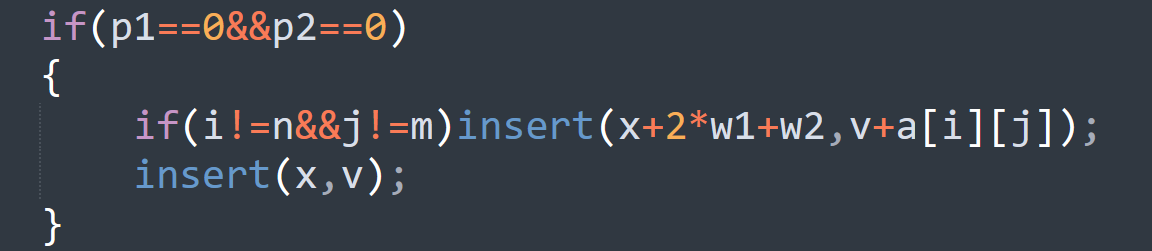 if(p1==0&&p2==0)
{
    if(i!=n&&j!=m)insert(x+2*w1+w2,v+a[i][j]);
    insert(x,v);
}